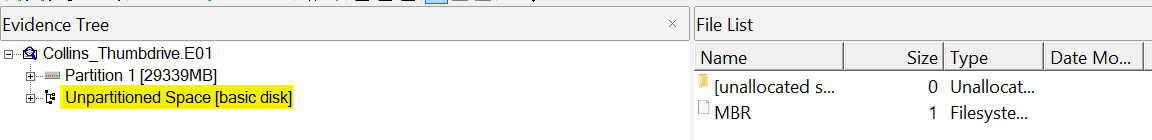 Evidence Tree
Collins_Thumbdrive.E01
Partition 1 [29339MB]
Unpartitioned Space [basic disk]
File List
Name Size Type Date Mo...
[unallocated s... 0 Unallocat...
MBR 1 Filesyste...